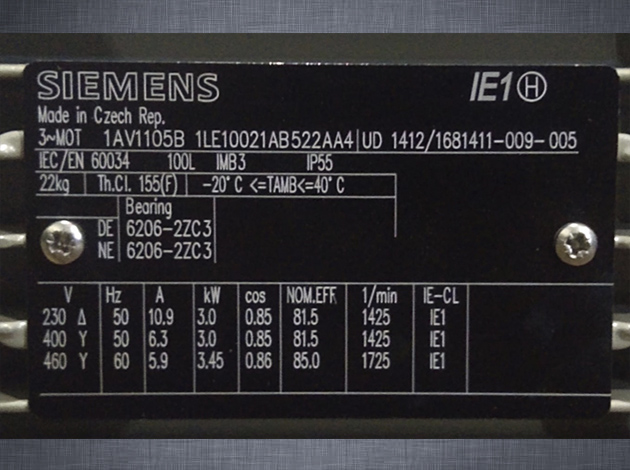 SIEMENS IE1 H
Made in Czech Rep.
3~MOT 1AV1105B 1LE10021AB522AA4 UD 1412/1681411-009-005
IEC/EN 60034 100L IMB3 IP55
22kg Th.Cl. 155(F) -20°C <=TAMB<=40°C
Bearing
DE 6206-2ZC3
NE 6206-2ZC3
V Hz A kW cos NOM.EFF 1/min IE-CL
230 Δ 50 10.9 3.0 0.85 81.5 1425 IE1
400 Y 50 6.3 3.0 0.85 81.5 1425 IE1
460 Y 60 5.9 3.45 0.86 85.0 1725 IE1